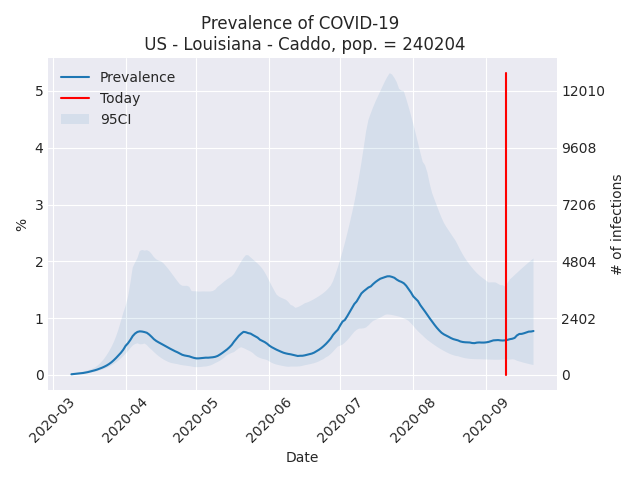 Prevalence of COVID-19
US - Louisiana - Caddo, pop. = 240204
Prevalence
Today
95CI
5
4
3
2
1
0
%
12010
9608
7206
4804
2402
0
# of infections
2020-03
2020-04
2020-05
2020-06
2020-07
2020-08
2020-09
Date